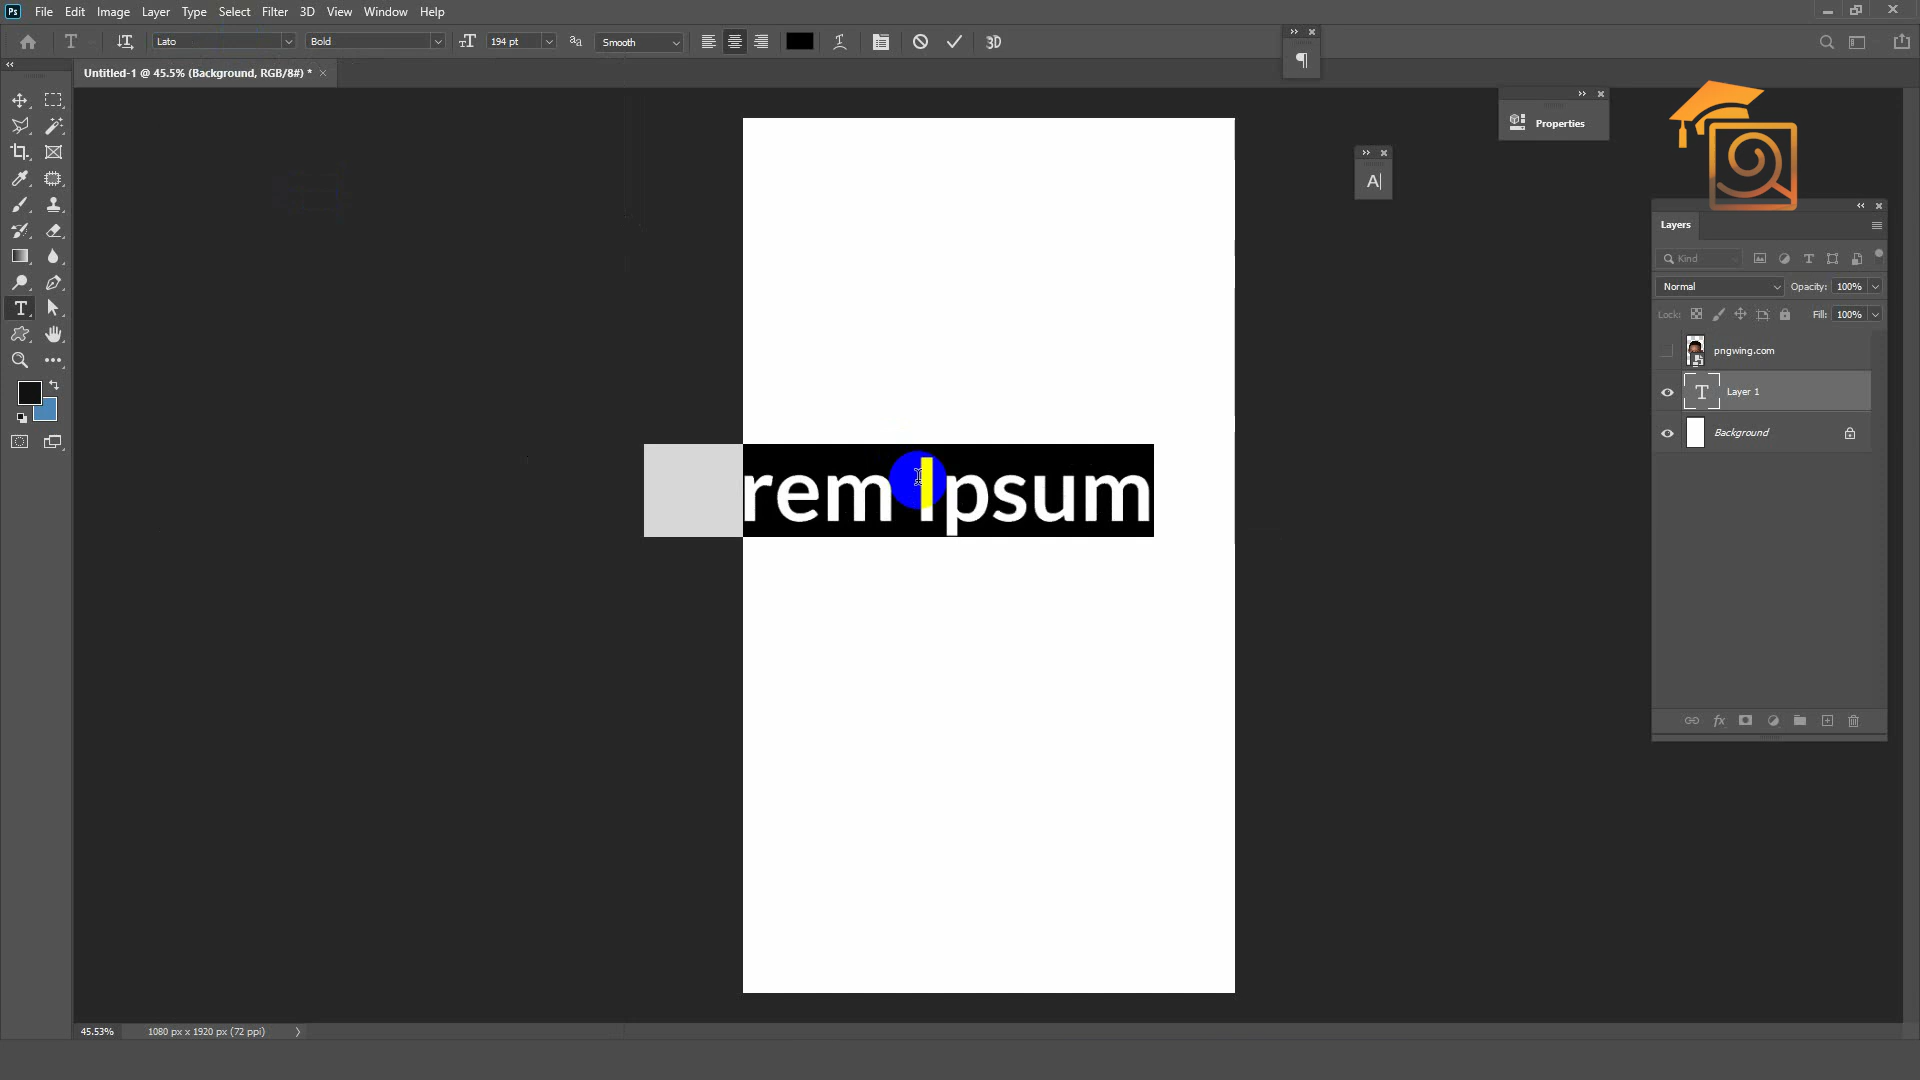 File Edit Image Layer Type Select Filter 3D View Window Help
Lato Bold 194 pt Smooth 3D
Untitled-1 @ 45.5% (Background, RGB/8#) *
Properties
Layers
Kind
Normal Opacity: 100%
Lock: Fill: 100%
pngwing.com
Layer 1
Background
rem Ipsum
45.53% 1080 px x 1920 px (72 ppi)